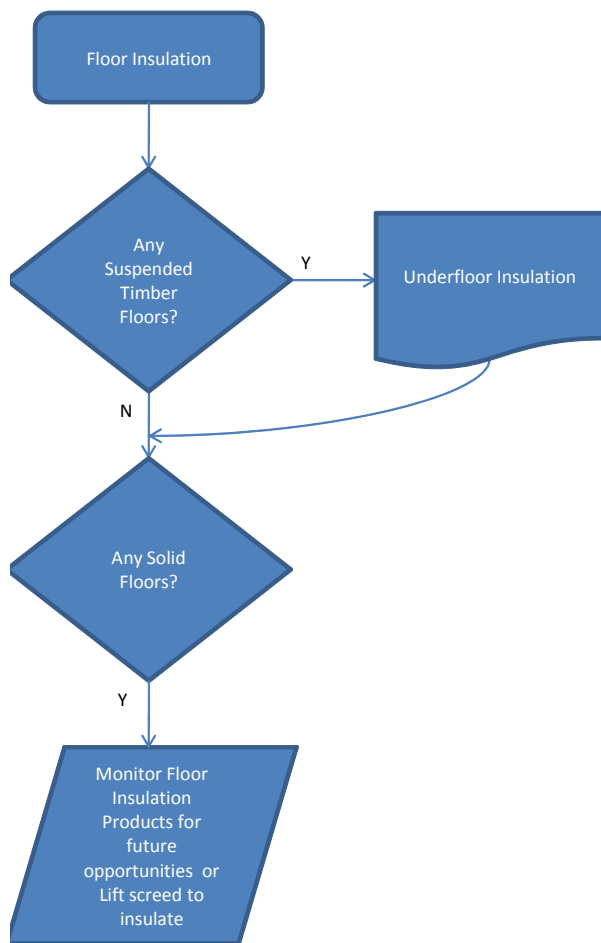 Floor Insulation
Any
Suspended
Timber
Floors?
Y
Underfloor Insulation
N
Any Solid
Floors?
Y
Monitor Floor
Insulation
Products for
future
opportunities or
Lift screed to
insulate